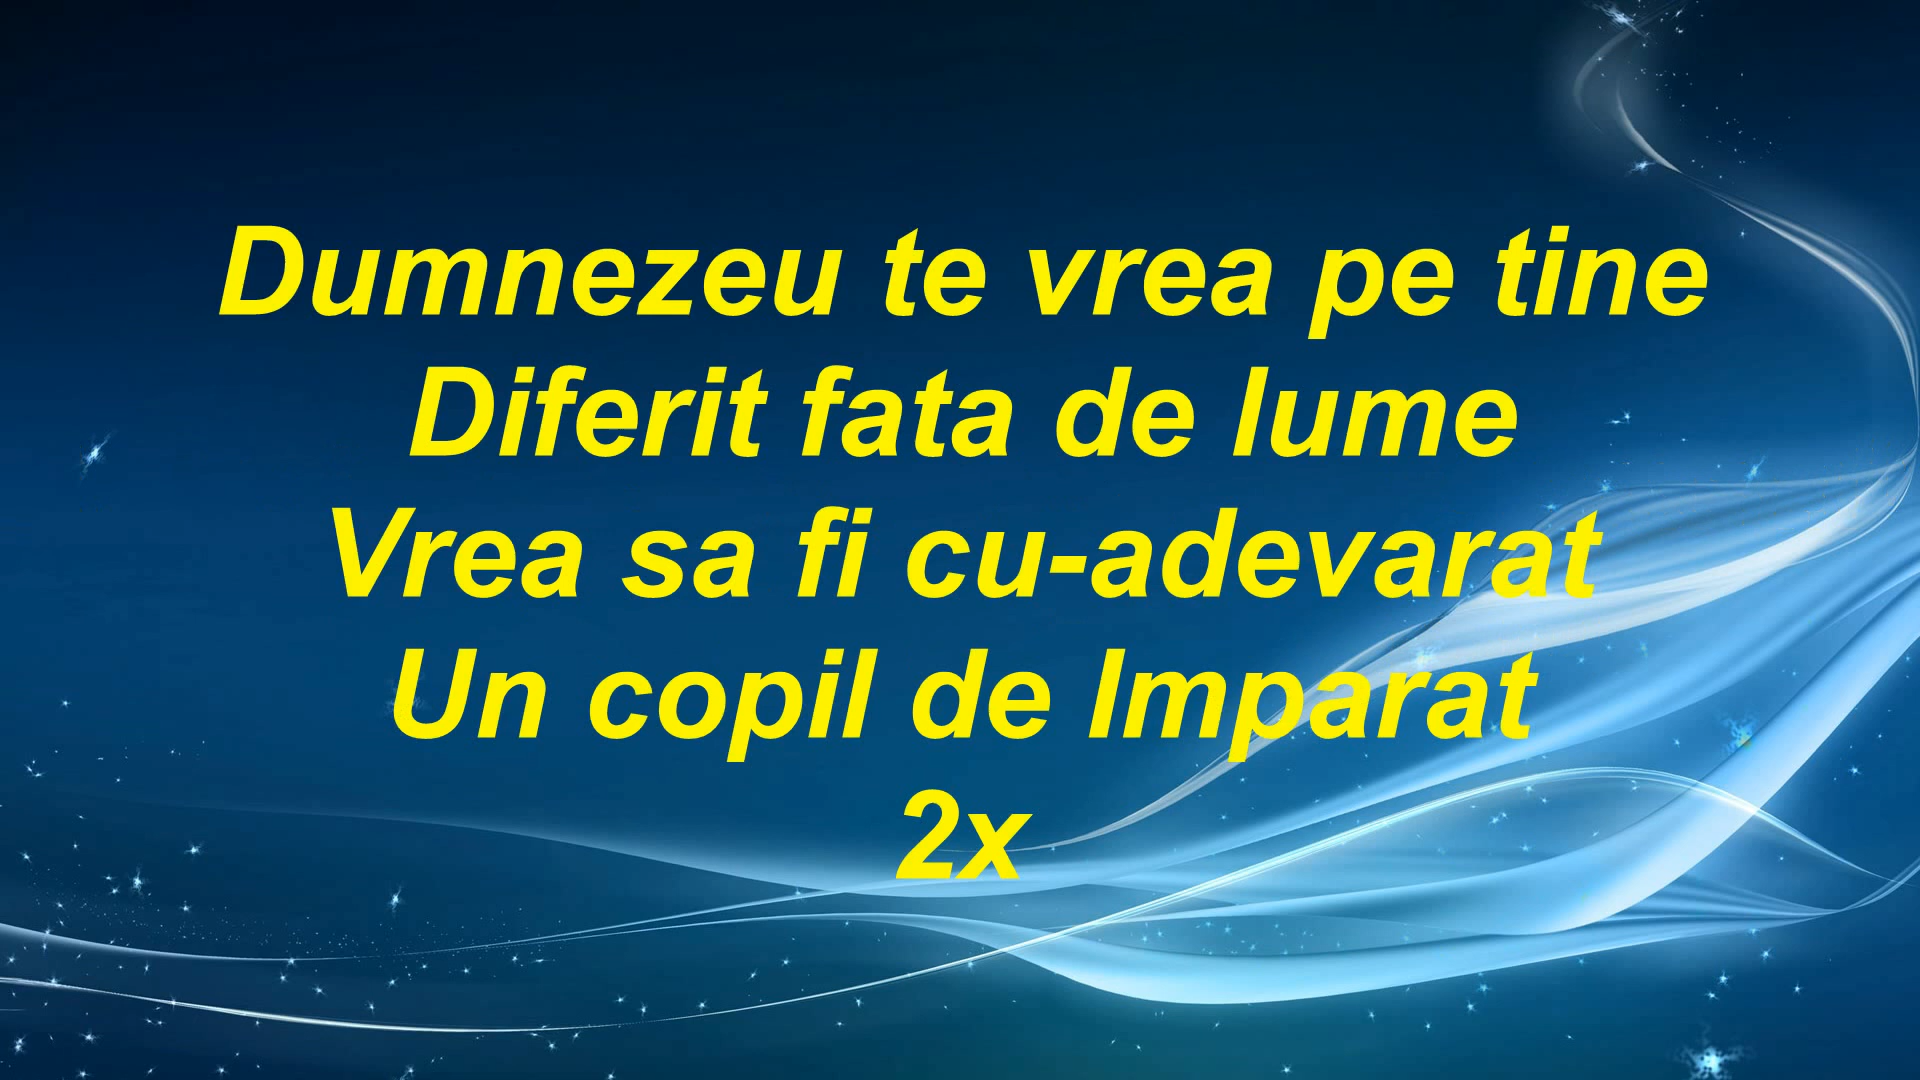 Dumnezeu te vrea pe tine
Diferit fata de lume
Vrea sa fi cu-adevarat
Un copil de Imparat
2x